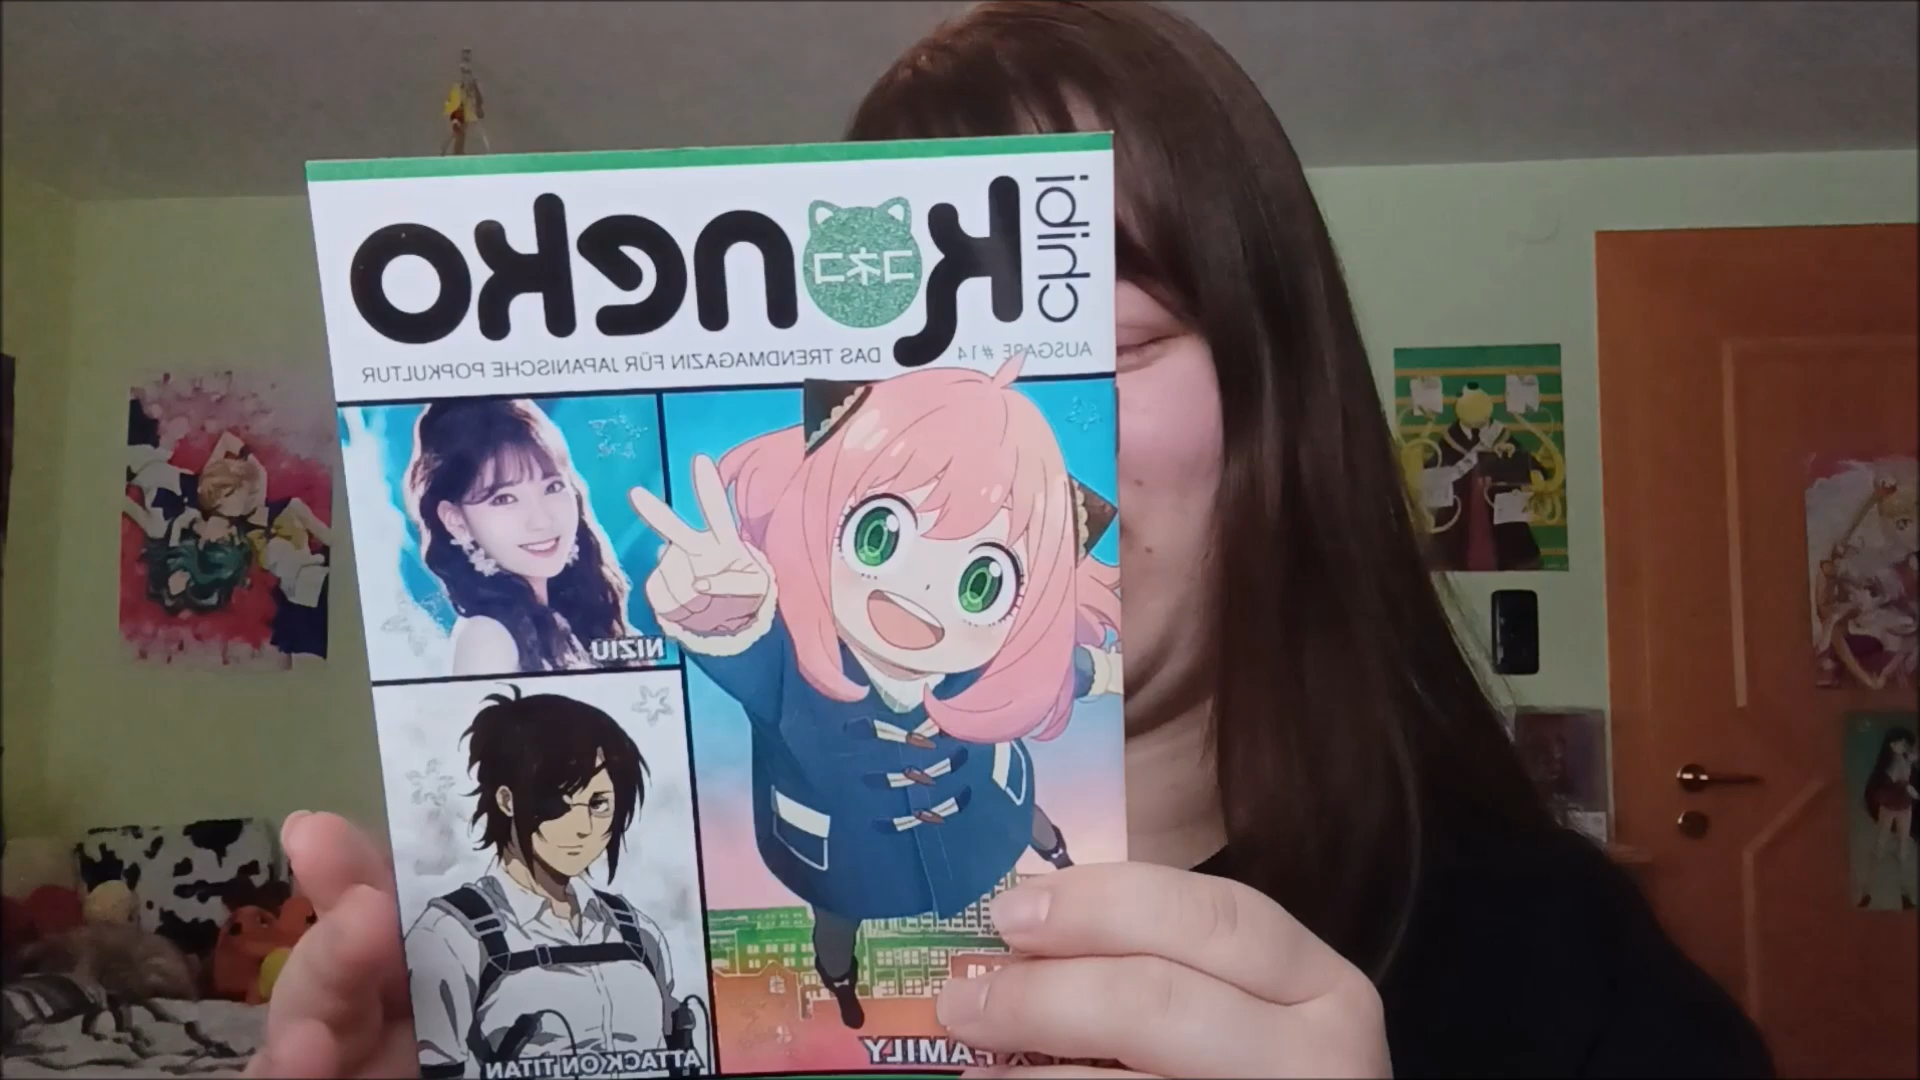 chibi
Koneko
コネコ
AUSGABE #14
DAS TRENDMAGAZIN FÜR JAPANISCHE POPKULTUR
NIZIU
ATTACK ON TITAN
X FAMILY